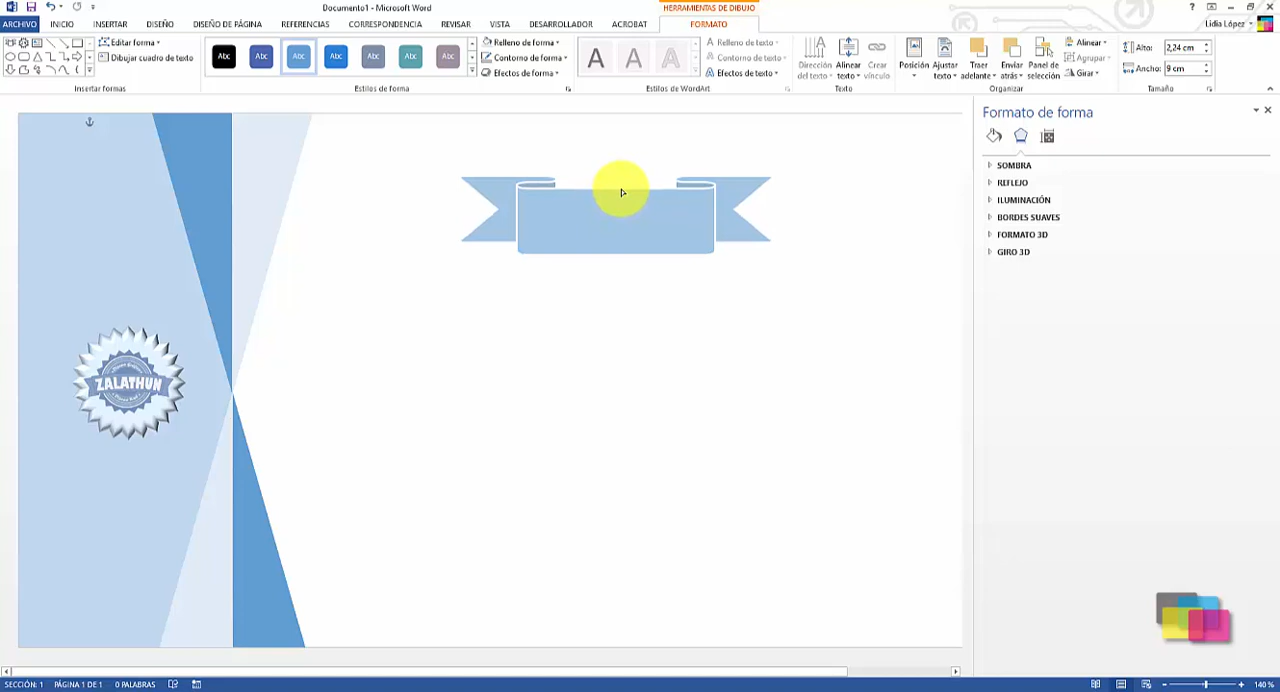 Documento1 - Microsoft Word
HERRAMIENTAS DE DIBUJO
ARCHIVO INICIO INSERTAR DISEÑO DISEÑO DE PÁGINA REFERENCIAS CORRESPONDENCIA REVISAR VISTA DESARROLLADOR ACROBAT FORMATO Lidia López
Editar forma
Dibujar cuadro de texto
Abc Abc Abc Abc Abc Abc Abc
Relleno de forma
Contorno de forma
Efectos de forma
A A A
Relleno de texto
Contorno de texto
Efectos de texto
Dirección del texto
Alinear texto
Crear vínculo
Posición
Ajustar texto
Traer adelante
Enviar atrás
Panel de selección
Alinear
Agrupar
Girar
Alto: 2,24 cm
Ancho: 9 cm
Insertar formas Estilos de forma Estilos de WordArt Texto Organizar Tamaño
Formato de forma
SOMBRA
REFLEJO
ILUMINACIÓN
BORDES SUAVES
FORMATO 3D
GIRO 3D
ZALATHUN
SECCIÓN: 1 PÁGINA 1 DE 1 0 PALABRAS 140 %